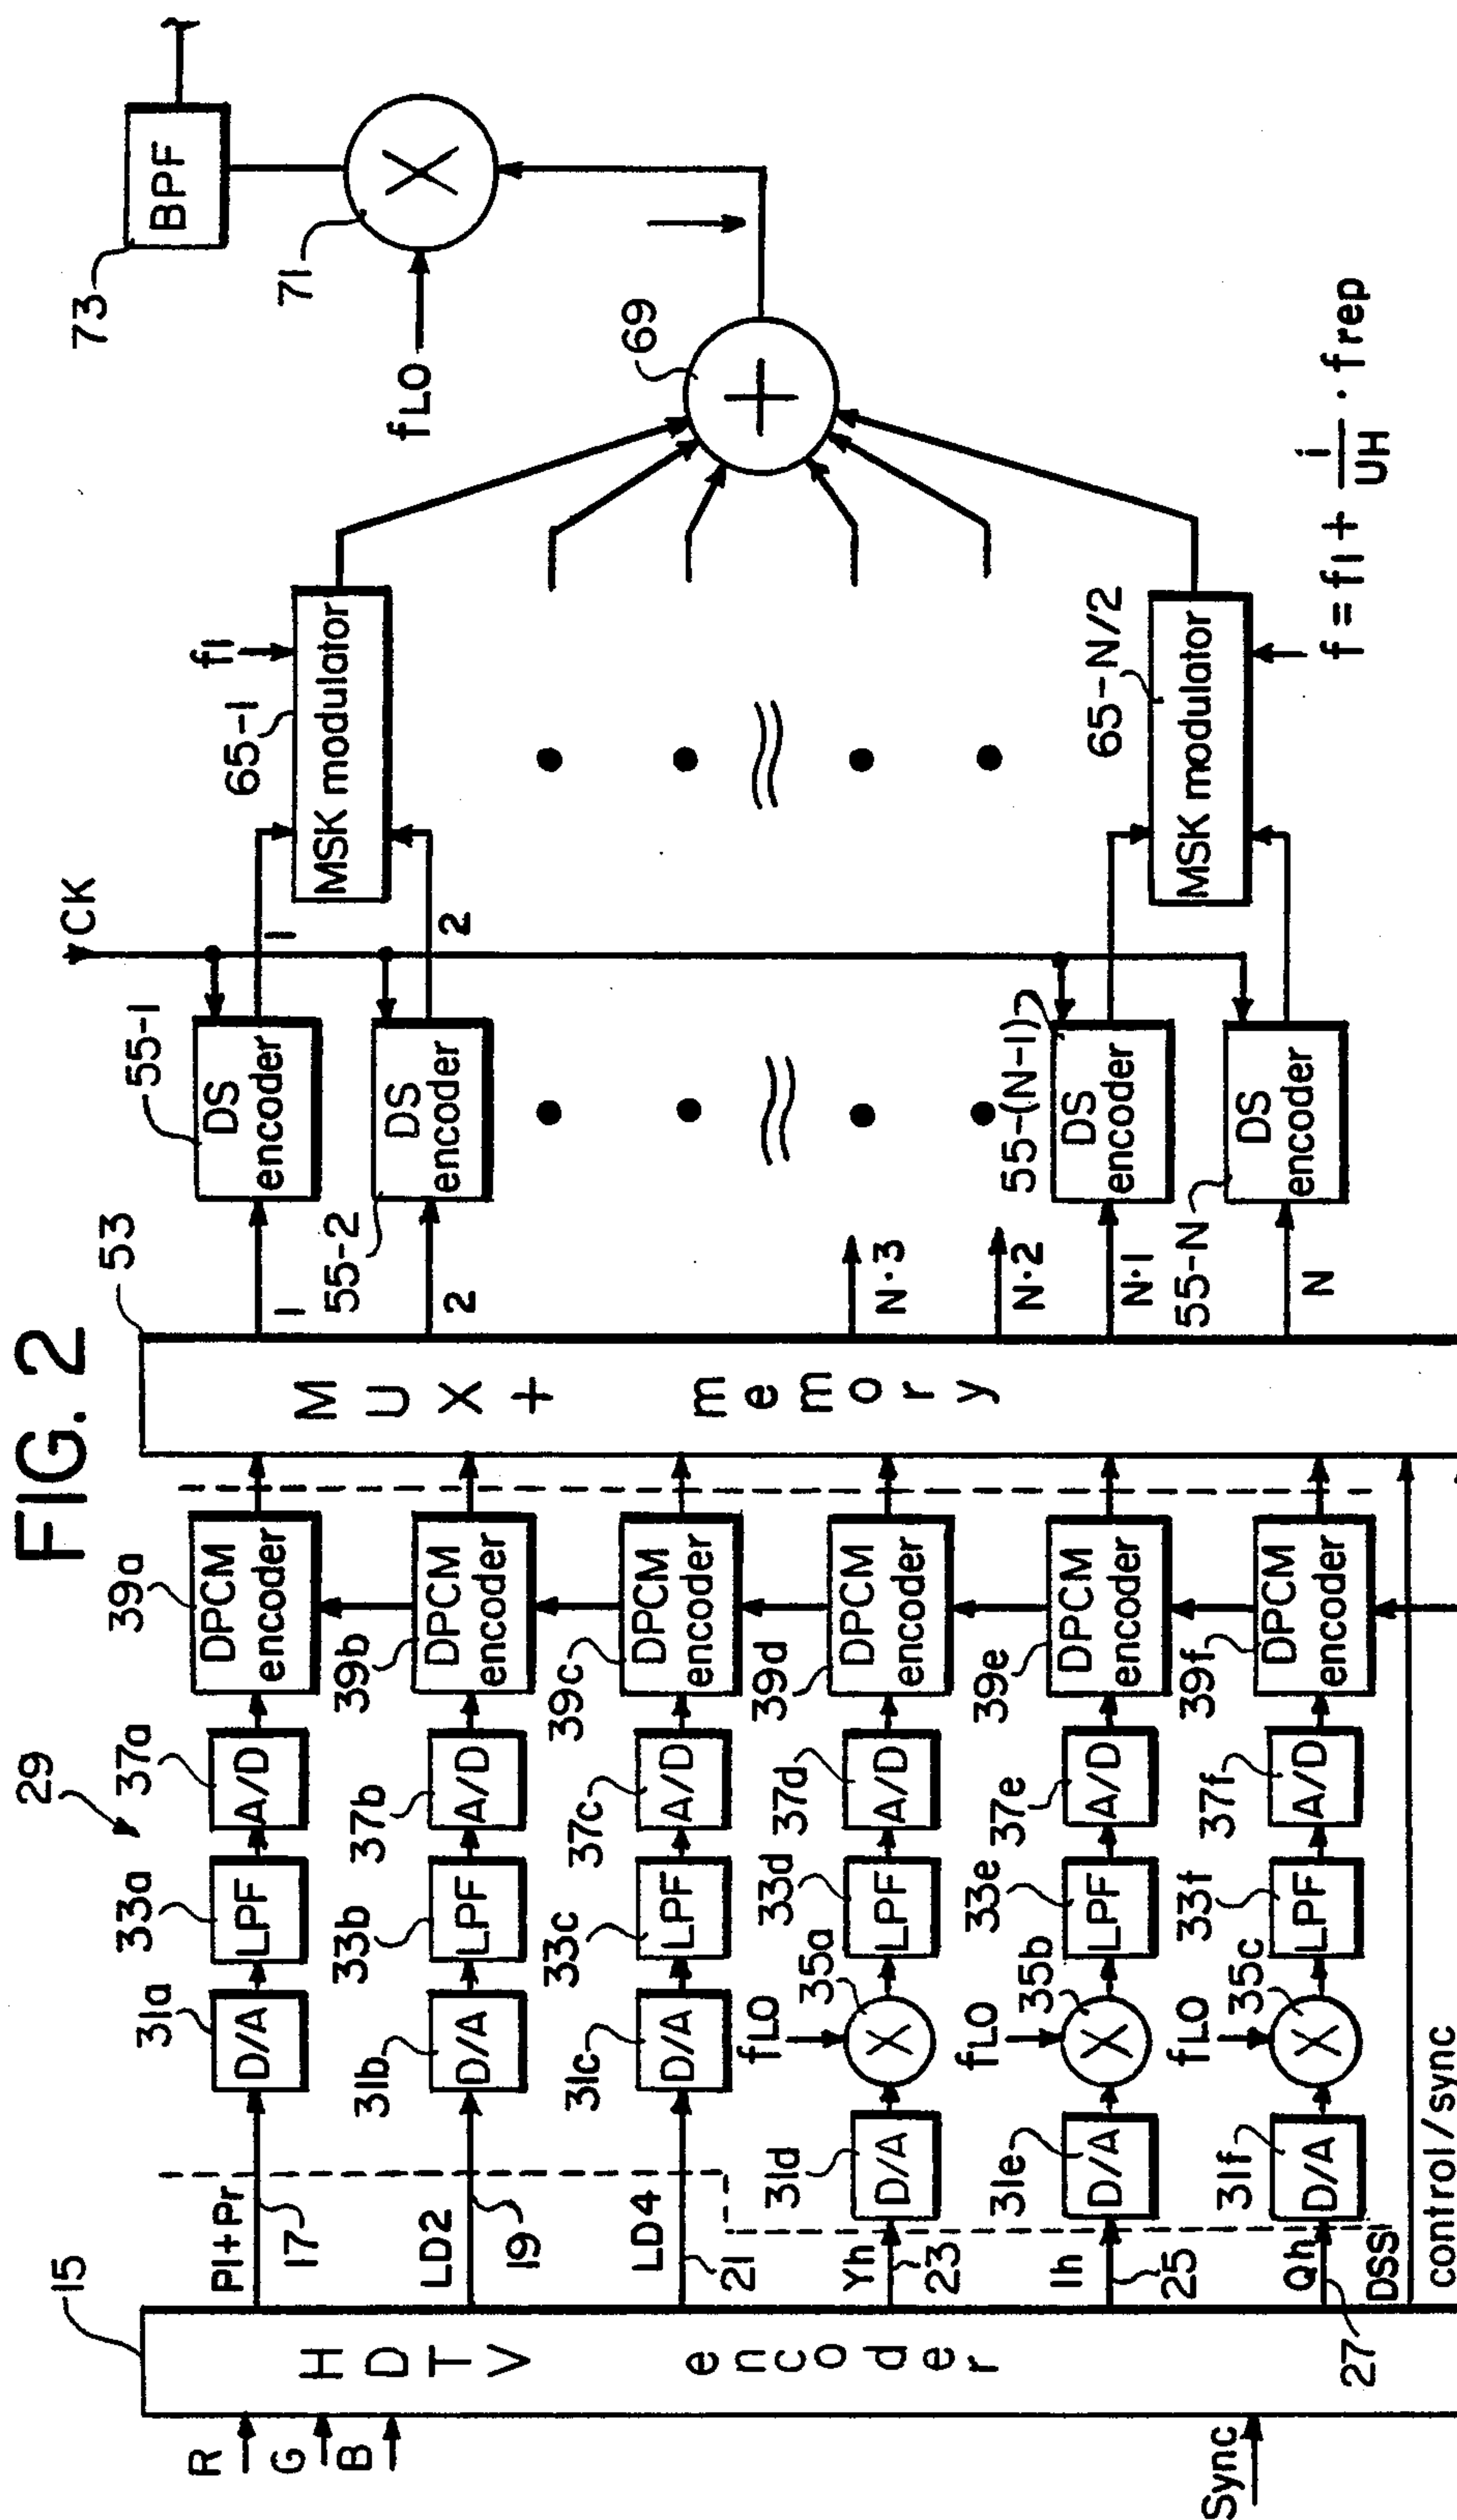 FIG. 2
R
G
B
Sync
15
HDTV encoder
Pl+Pr
17
LD2
19
LD4
21
Yh
23
Ih
25
Qh
27
DSSI
control/sync
29
31a
D/A
33a
LPF
37a
A/D
39a
DPCM
encoder
31b
D/A
33b
LPF
37b
A/D
39b
DPCM
encoder
31c
D/A
33c
LPF
37c
A/D
39c
DPCM
encoder
31d
D/A
fLO
35a
X
33d
LPF
37d
A/D
39d
DPCM
encoder
31e
D/A
fLO
35b
X
33e
LPF
37e
A/D
39e
DPCM
encoder
31f
D/A
fLO
35c
X
33f
LPF
37f
A/D
39f
DPCM
encoder
53
MUX + memory
1
2
N·3
N·2
N·1
N
55-1
DS
encoder
55-2
DS
encoder
55-(N-1)
DS
encoder
55-N
DS
encoder
CK
1
2
65-1
f1
MSK modulator
65-N/2
MSK modulator
f = f1 + i/UH · frep
69
+
fLO
71
X
73
BPF